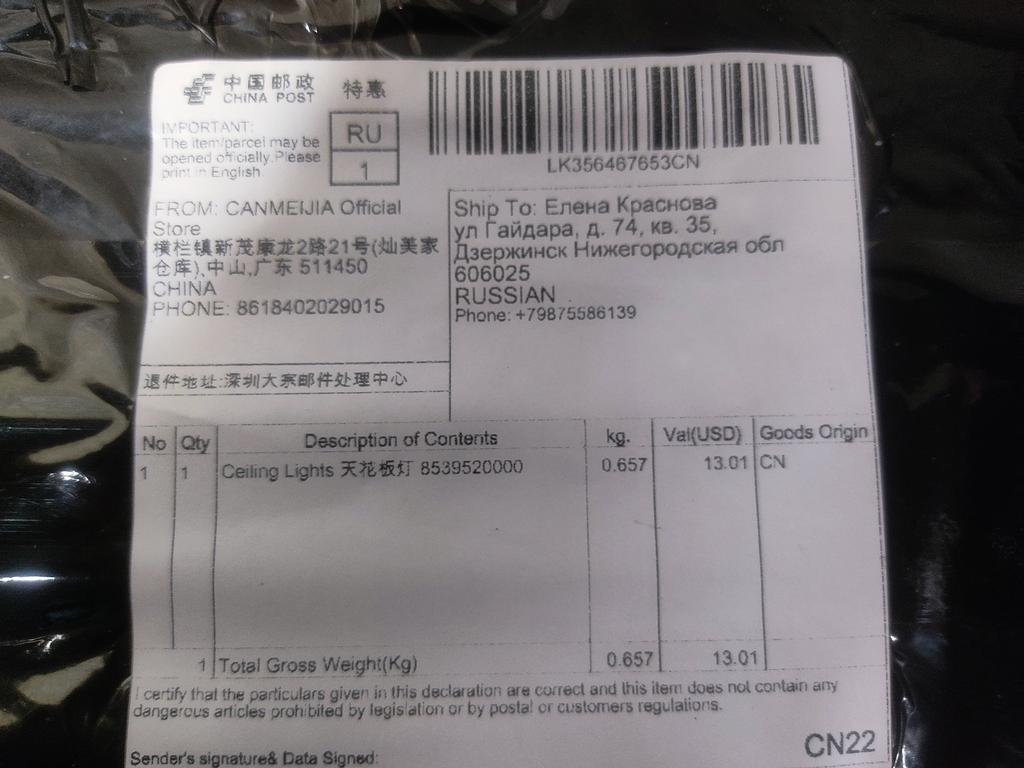 中国邮政
CHINA POST
特惠
IMPORTANT:
The item/parcel may be
opened officially.Please
print in English
RU
1
LK356467653CN
FROM: CANMEIJIA Official
Store
横栏镇新茂康龙2路21号(灿美家
仓库),中山,广东 511450
CHINA
PHONE: 8618402029015
Ship To: Елена Краснова
ул Гайдара, д. 74, кв. 35,
Дзержинск Нижегородская обл
606025
RUSSIAN
Phone: +79875586139
退件地址:深圳大宗邮件处理中心
No Qty Description of Contents kg. Val(USD) Goods Origin
1 1 Ceiling Lights 天花板灯 8539520000 0.657 13.01 CN
1 Total Gross Weight(Kg) 0.657 13.01
I certify that the particulars given in this declaration are correct and this item does not contain any
dangerous articles prohibited by legislation or by postal or customers regulations.
Sender's signature& Data Signed:
CN22